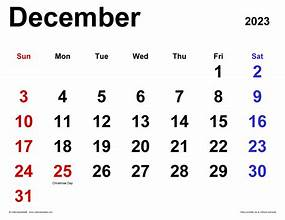 December 2023
Sun Mon Tue Wed Thu Fri Sat
1 2
3 4 5 6 7 8 9
10 11 12 13 14 15 16
17 18 19 20 21 22 23
24 25 26 27 28 29 30
Christmas Day
31